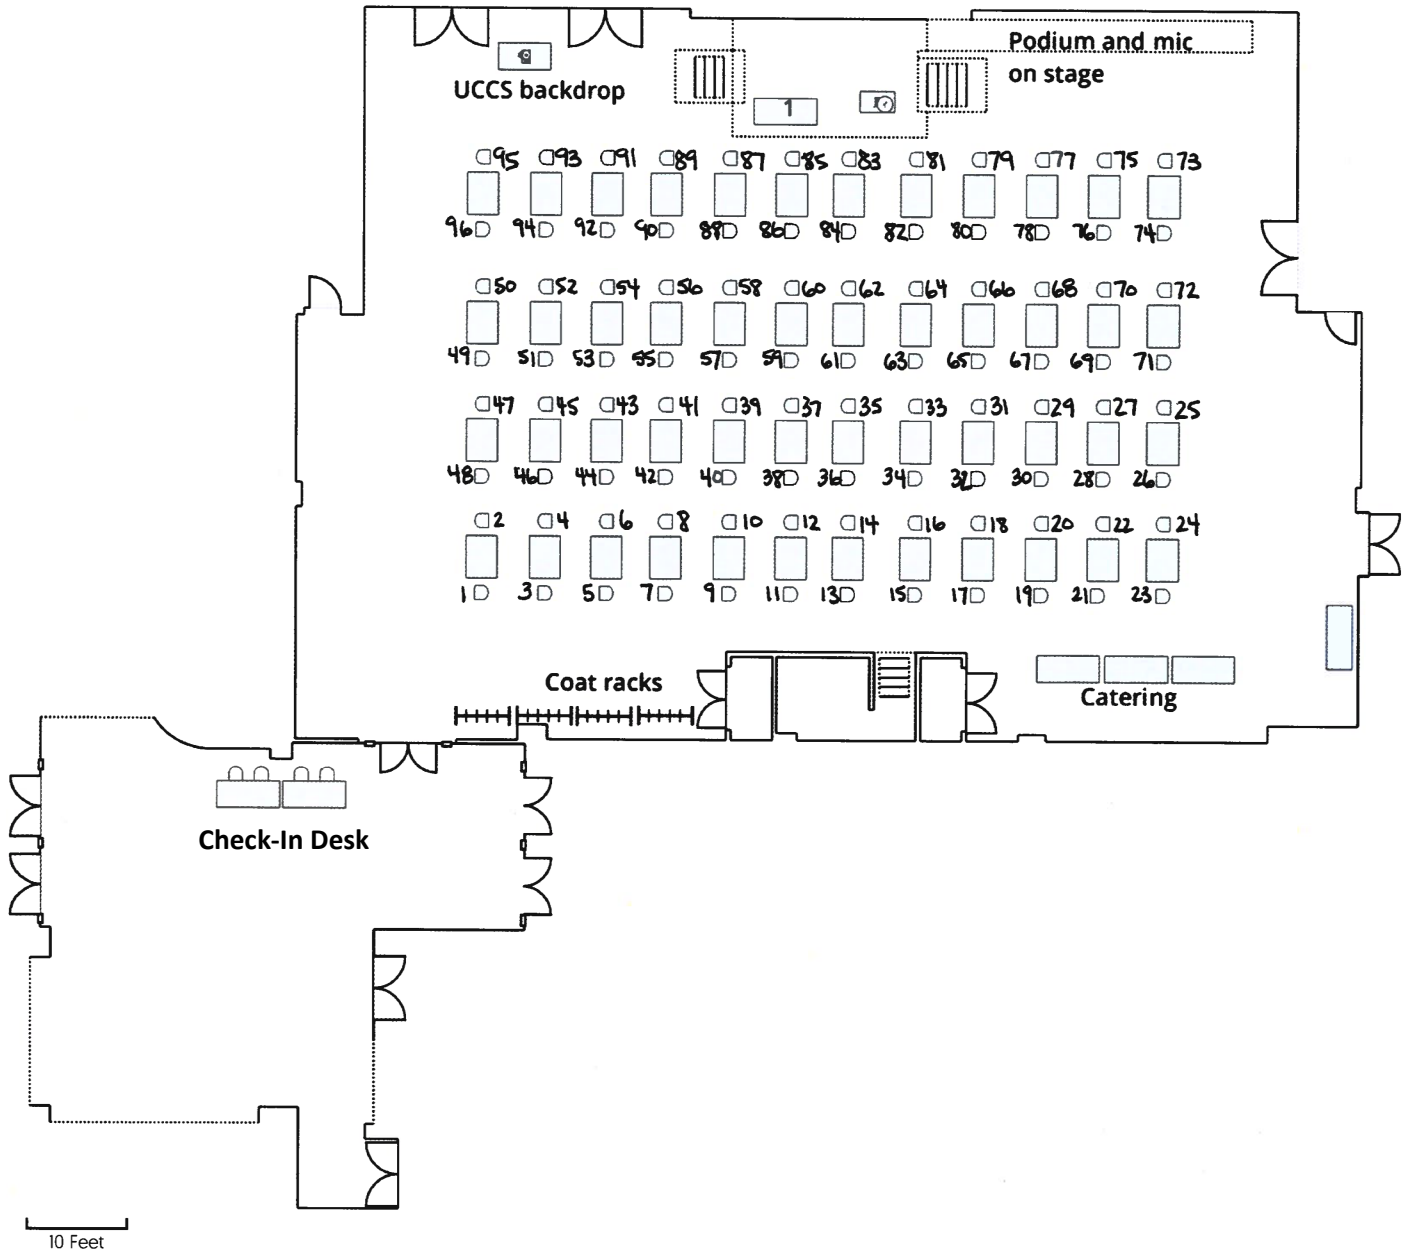 Podium and mic
on stage
UCCS backdrop
1
95 93 91 89 87 85 83 81 79 77 75 73
96 94 92 90 88 86 84 82 80 78 76 74
50 52 54 56 58 60 62 64 66 68 70 72
49 51 53 55 57 59 61 63 65 67 69 71
47 45 43 41 39 37 35 33 31 29 27 25
48 46 44 42 40 38 36 34 32 30 28 26
2 4 6 8 10 12 14 16 18 20 22 24
1 3 5 7 9 11 13 15 17 19 21 23
Coat racks
Catering
Check-In Desk
10 Feet